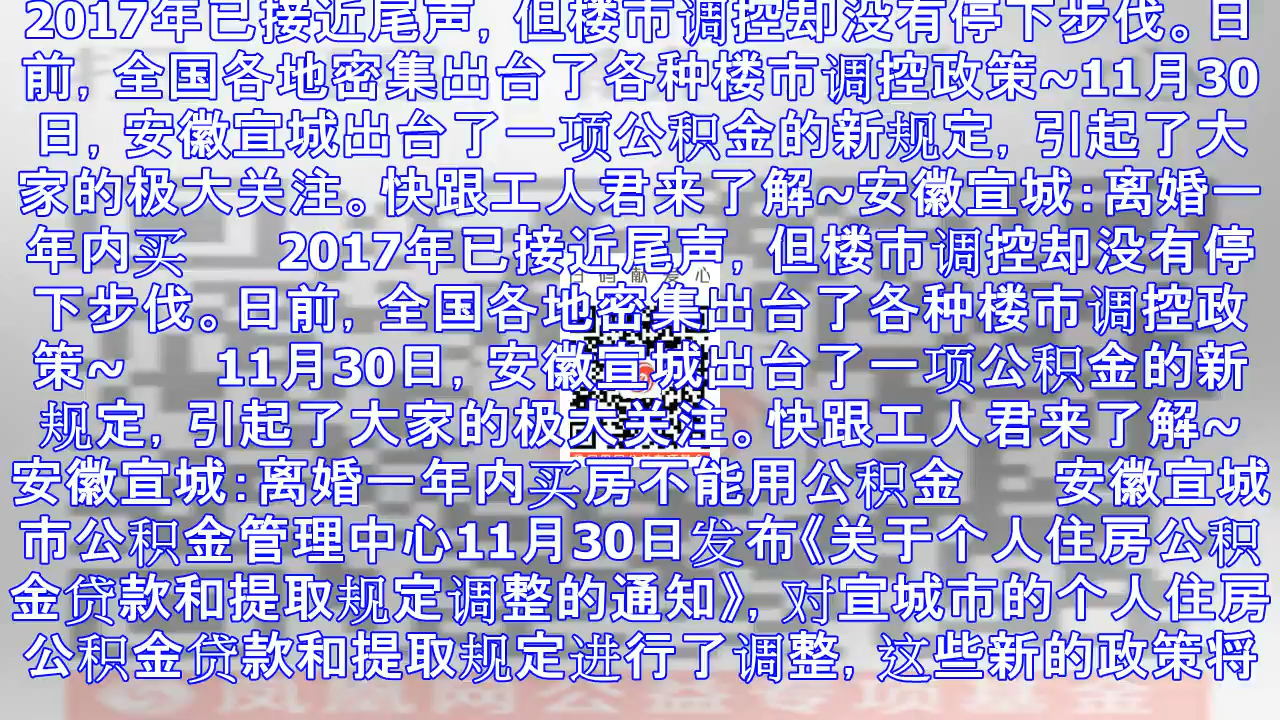 2017年已接近尾声，但楼市调控却没有停下步伐。日
前，全国各地密集出台了各种楼市调控政策~11月30
日，安徽宣城出台了一项公积金的新规定，引起了大
家的极大关注。快跟工人君来了解~安徽宣城：离婚一
年内买　　2017年已接近尾声，但楼市调控却没有停
下步伐。日前，全国各地密集出台了各种楼市调控政
策~　　11月30日，安徽宣城出台了一项公积金的新
规定，引起了大家的极大关注。快跟工人君来了解~
安徽宣城：离婚一年内买房不能用公积金　　安徽宣城
市公积金管理中心11月30日发布《关于个人住房公积
金贷款和提取规定调整的通知》，对宣城市的个人住房
公积金贷款和提取规定进行了调整，这些新的政策将
凤凰网公益专项基金